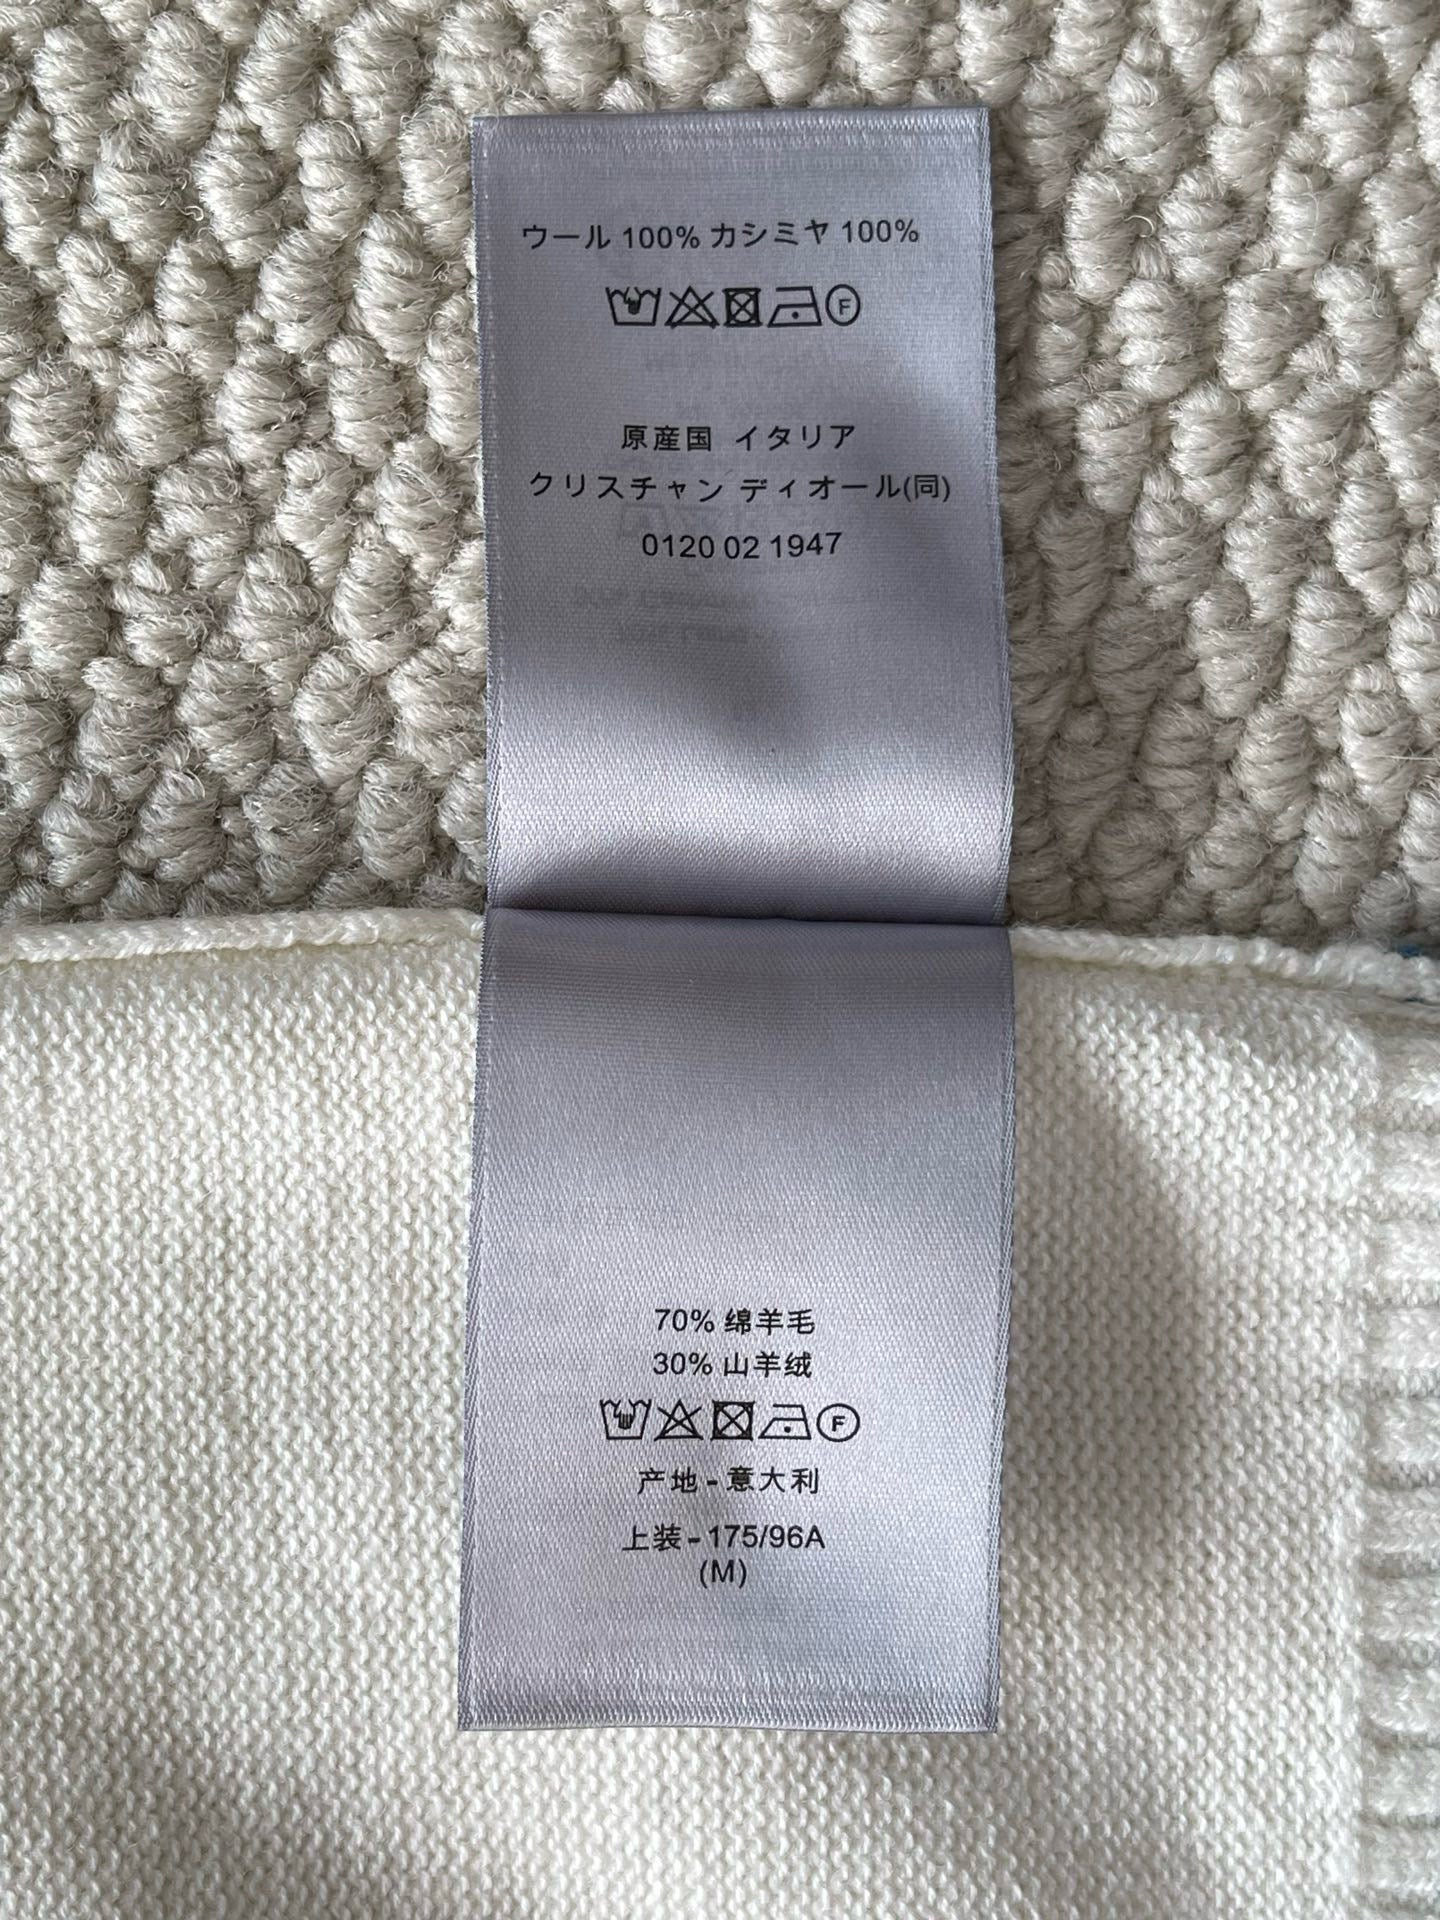 ウール 100% カシミヤ 100%
F
原産国 イタリア
クリスチャン ディオール(同)
0120 02 1947
70% 绵羊毛
30% 山羊绒
F
产地 - 意大利
上装 - 175/96A
(M)